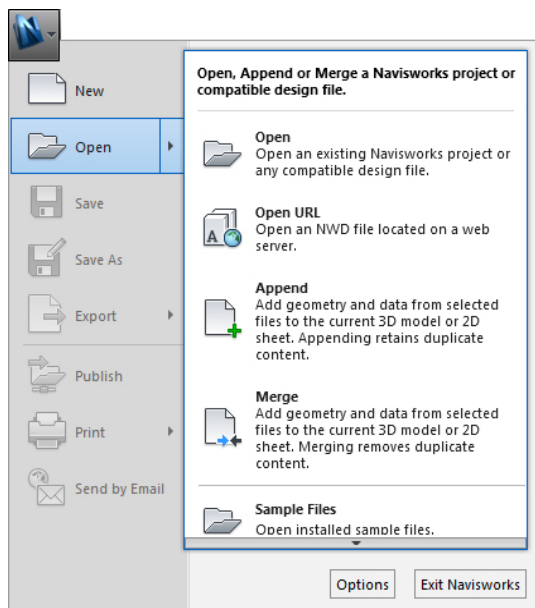 New
Open
Save
Save As
Export
Publish
Print
Send by Email
Open, Append or Merge a Navisworks project or
compatible design file.
Open
Open an existing Navisworks project or
any compatible design file.
Open URL
Open an NWD file located on a web
server.
Append
Add geometry and data from selected
files to the current 3D model or 2D
sheet. Appending retains duplicate
content.
Merge
Add geometry and data from selected
files to the current 3D model or 2D
sheet. Merging removes duplicate
content.
Sample Files
Open installed sample files.
Options
Exit Navisworks